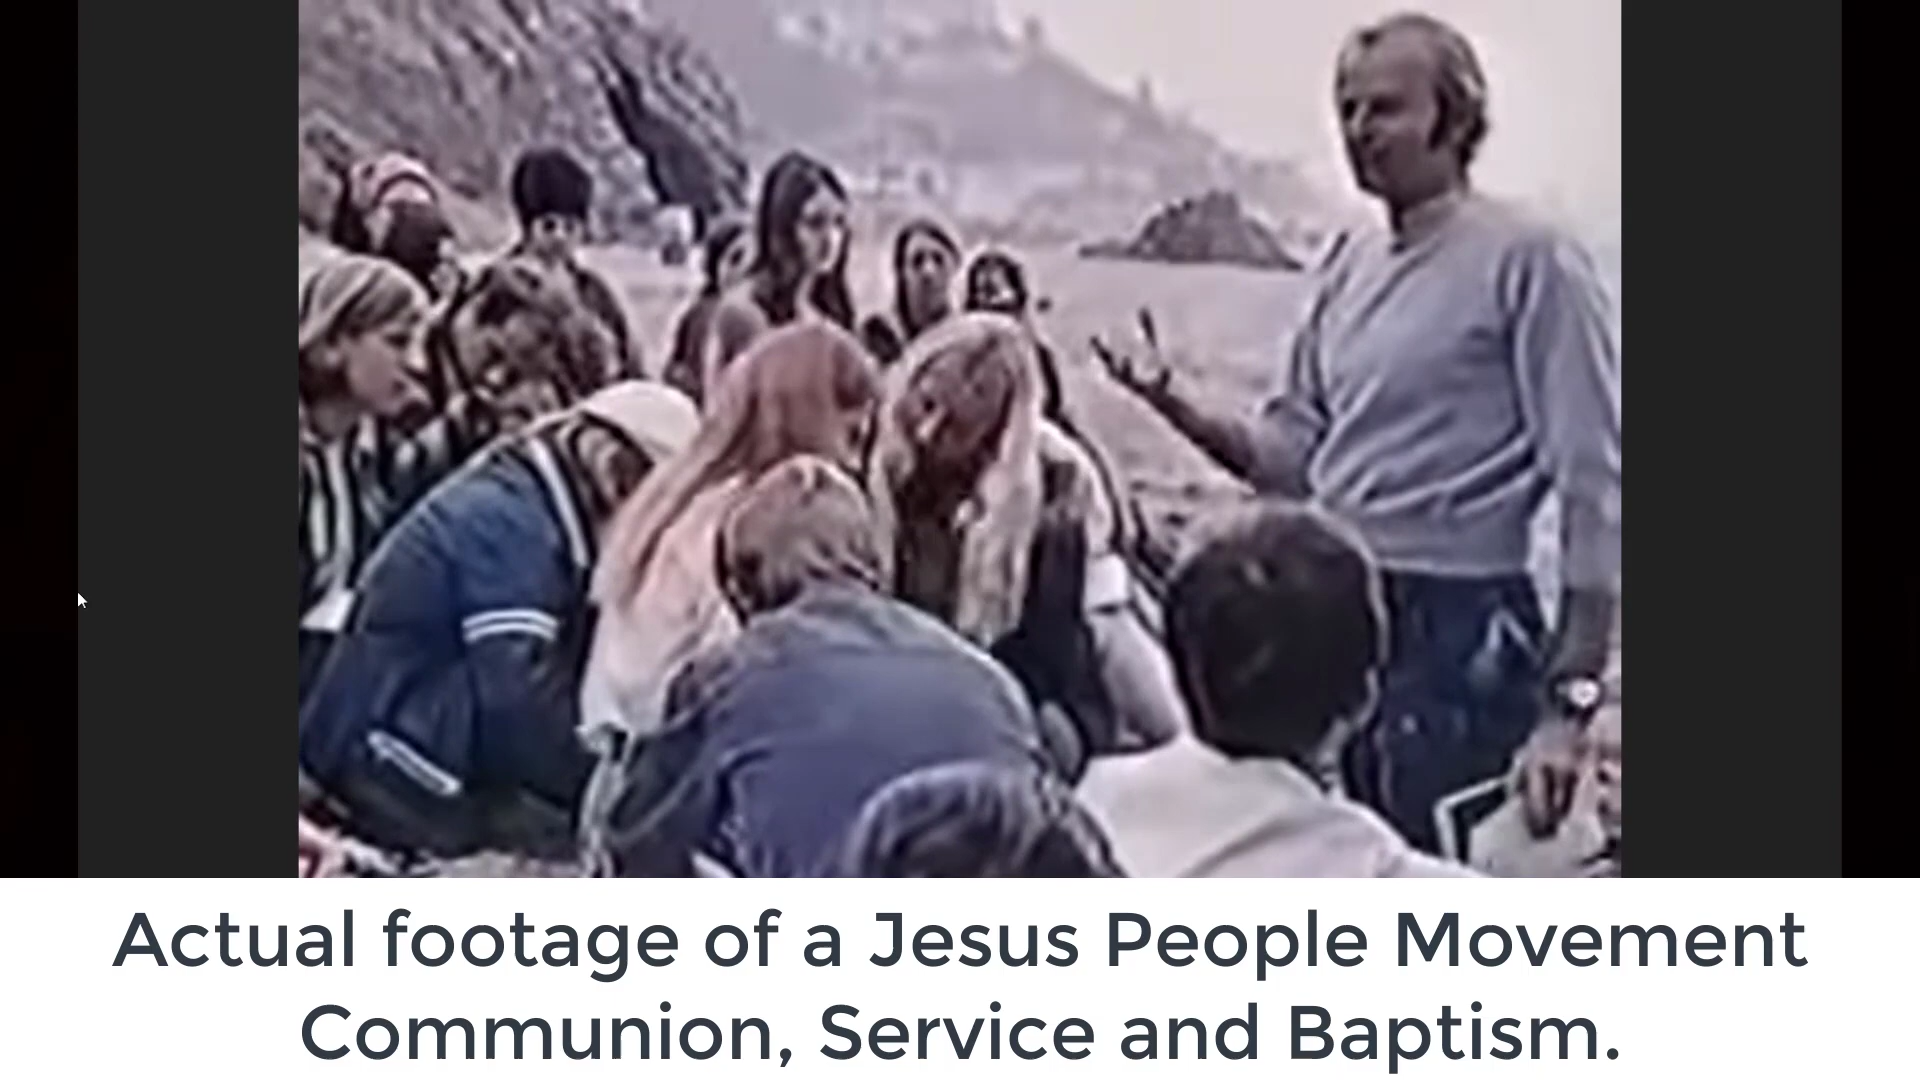 Actual footage of a Jesus People Movement
Communion, Service and Baptism.